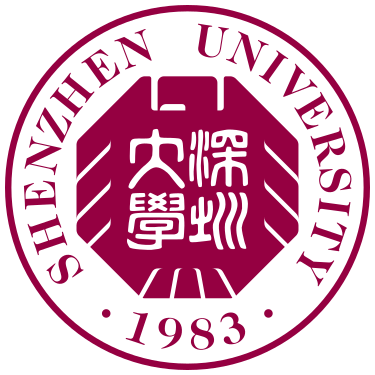 SHENZHEN UNIVERSITY
深圳
大學
1983